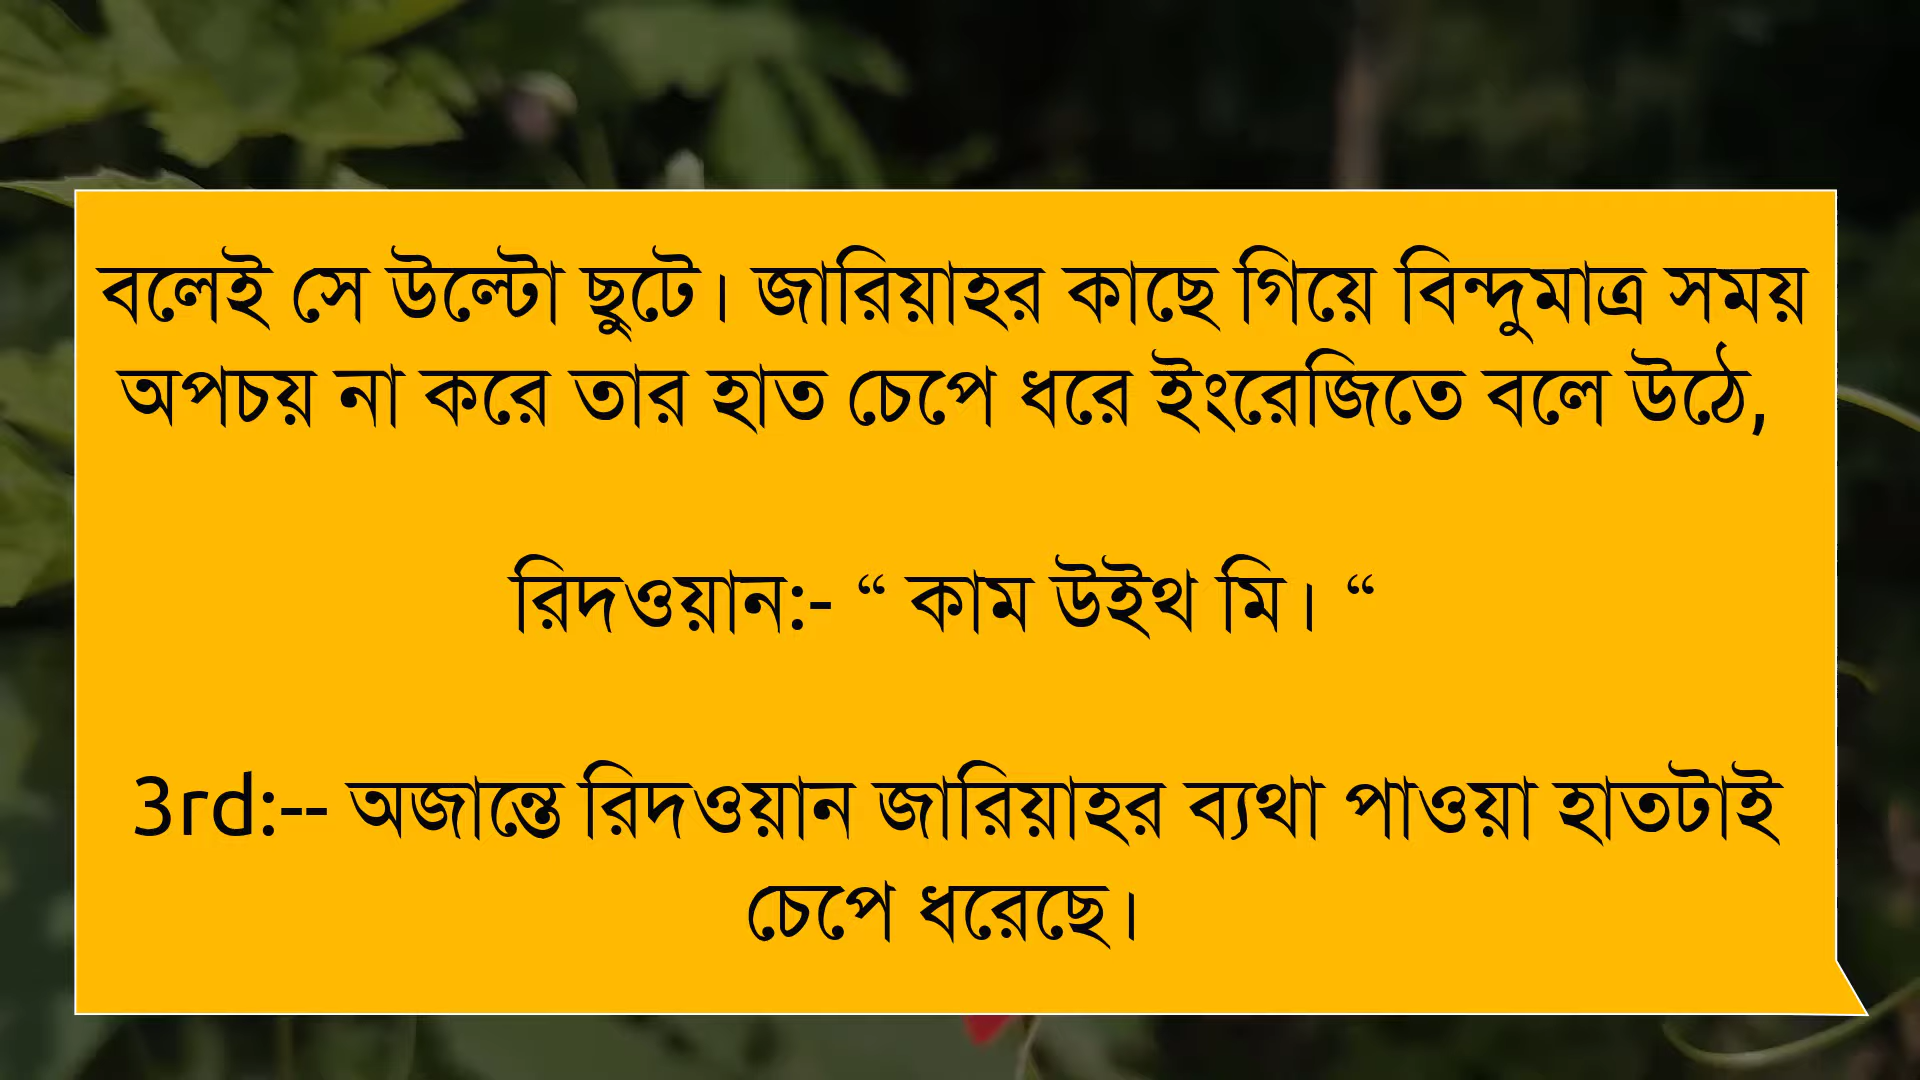 বলেই সে উল্টো ছুটে। জারিয়াহর কাছে গিয়ে বিন্দুমাত্র সময়
অপচয় না করে তার হাত চেপে ধরে ইংরেজিতে বলে উঠে,
রিদওয়ান:- “ কাম উইথ মি। “
3rd:-- অজান্তে রিদওয়ান জারিয়াহর ব্যথা পাওয়া হাতটাই
চেপে ধরেছে।